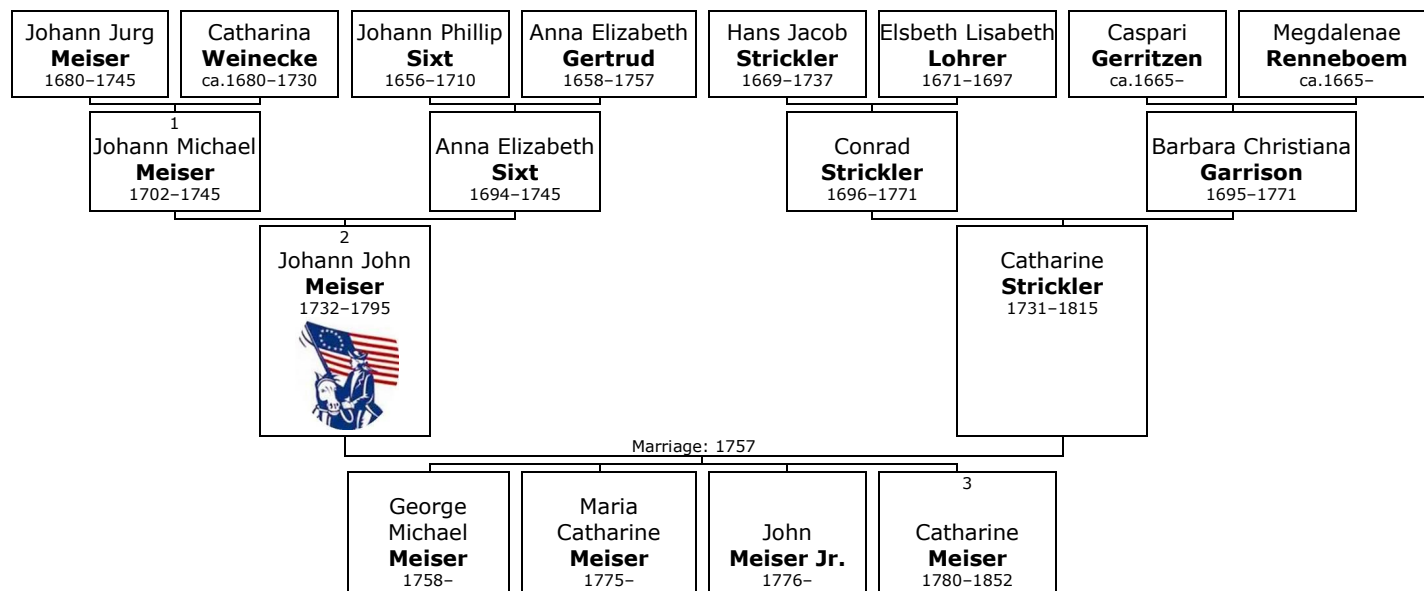 Johann Jurg
Meiser
1680–1745
Catharina
Weinecke
ca.1680–1730
Johann Phillip
Sixt
1656–1710
Anna Elizabeth
Gertrud
1658–1757
Hans Jacob
Strickler
1669–1737
Elsbeth Lisabeth
Lohrer
1671–1697
Caspari
Gerritzen
ca.1665–
Megdalenae
Renneboem
ca.1665–
1
Johann Michael
Meiser
1702–1745
Anna Elizabeth
Sixt
1694–1745
Conrad
Strickler
1696–1771
Barbara Christiana
Garrison
1695–1771
2
Johann John
Meiser
1732–1795
Catharine
Strickler
1731–1815
Marriage: 1757
George
Michael
Meiser
1758–
Maria
Catharine
Meiser
1775–
John
Meiser Jr.
1776–
3
Catharine
Meiser
1780–1852